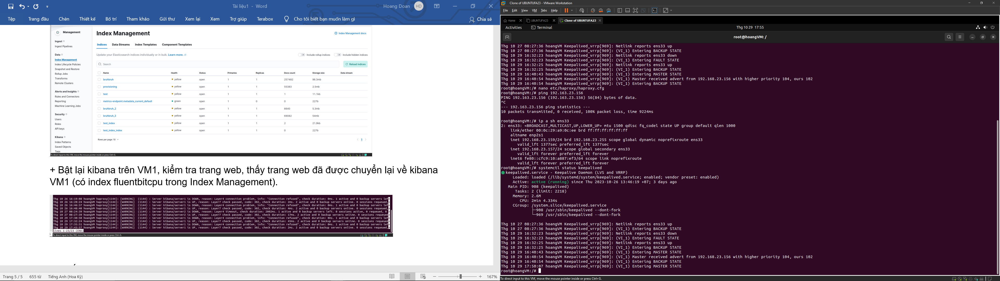 Tài liệu1 - Word
Hoang Doan
HD
Tệp Trang đầu Chèn Thiết kế Bố trí Tham khảo Gửi thư Xem lại Xem Trợ giúp Terabox Cho tôi biết bạn muốn làm gì Chia sẻ
Management
Ingest
Ingest Pipelines
Data
Index Management
Index Lifecycle Policies
Snapshot and Restore
Rollup Jobs
Transforms
Remote Clusters
Alerts and Insights
Rules and Connectors
Reporting
Machine Learning Jobs
Security
Users
Roles
API keys
Kibana
Index Patterns
Saved Objects
Tags
Index Management
Index Management docs
Indices Data Streams Index Templates Component Templates
Update your Elasticsearch indices individually or in bulk. Learn more.
Include rollup indices Include hidden indices
Search
Reload indices
Name Health Status Primaries Replicas Docs count Storage size Data stream
bruhbruh yellow open 1 1 257482 96.3mb
provisioning yellow open 1 1 55383 2.5mb
test yellow open 1 1 1 11.1kb
metrics-endpoint.metadata_current_default green open 1 0 0 227b
bruhbruh_2 yellow open 1 1 6640 5.3mb
bruhbruh_3 yellow open 1 1 69082 54mb
test_index yellow open 1 1 2 21.9kb
test_index_index yellow open 1 1 0 227b
Rows per page: 10
1
To direct input to this VM, move the mouse pointer inside or press Ctrl+G.
+ Bật lại kibana trên VM1, kiểm tra trang web, thấy trang web đã được chuyển lại về kibana
VM1 (có index fluentbitcpu trong Index Management).
Thg 10 26 16:19:08 hoangVM haproxy[1144]: [WARNING] (1144) : Server kibana/server1 is DOWN, reason: Layer4 connection problem, info: "Connection refused", check duration: 0ms. 1 active and 0 backup servers lef>
Thg 10 26 16:20:24 hoangVM haproxy[1144]: [WARNING] (1144) : Server kibana/server1 is UP, reason: Layer7 check passed, code: 302, check duration: 2ms. 2 active and 0 backup servers online. 0 sessions requeued,>
Thg 10 26 16:46:37 hoangVM haproxy[1144]: [WARNING] (1144) : Server kibana/server1 is DOWN, reason: Layer4 connection problem, info: "Connection refused", check duration: 0ms. 1 active and 0 backup servers lef>
Thg 10 26 16:48:40 hoangVM haproxy[1144]: [WARNING] (1144) : Server kibana/server1 is UP, reason: Layer7 check passed, code: 302, check duration: 4ms. 2 active and 0 backup servers online. 0 sessions requeued,>
Thg 10 27 08:24:39 hoangVM haproxy[1144]: [WARNING] (1144) : Server kibana/server2 is DOWN, reason: Layer4 timeout, check duration: 2002ms. 1 active and 0 backup servers left. 0 sessions active, 0 requeued, 0 >
Thg 10 27 08:27:39 hoangVM haproxy[1144]: [WARNING] (1144) : Server kibana/server2 is UP, reason: Layer7 check passed, code: 302, check duration: 17ms. 2 active and 0 backup servers online. 0 sessions requeued>
Thg 10 29 17:30:50 hoangVM haproxy[1144]: [WARNING] (1144) : Server kibana/server1 is DOWN, reason: Layer4 connection problem, info: "Connection refused", check duration: 0ms. 1 active and 0 backup servers lef>
Thg 10 29 17:32:24 hoangVM haproxy[1144]: [WARNING] (1144) : Server kibana/server1 is UP, reason: Layer7 check passed, code: 302, check duration: 45ms. 2 active and 0 backup servers online. 0 sessions requeued>
Thg 10 29 17:35:51 hoangVM haproxy[1144]: [WARNING] (1144) : Server kibana/server1 is DOWN, reason: Layer4 connection problem, info: "Connection refused", check duration: 0ms. 1 active and 0 backup servers lef>
Thg 10 29 17:43:57 hoangVM haproxy[1144]: [WARNING] (1144) : Server kibana/server1 is UP, reason: Layer7 check passed, code: 302, check duration: 2ms. 2 active and 0 backup servers online. 0 sessions requeued,>
lines 1-23/23 (END)
To direct input to this VM, move the mouse pointer inside or press Ctrl+G.
Trang 5 / 5 655 từ Tiếng Anh (Hoa Kỳ)
167%
Clone of UBUNTUFA23 - VMware Workstation
File Edit View VM Tabs Help
Home UBUNTUFA23 Clone of UBUNTUFA23
Activities Terminal Thg 10 29 17:55
root@hoangVM: /
Thg 10 27 08:27:36 hoangVM Keepalived_vrrp[969]: Netlink reports ens33 up
Thg 10 27 08:27:36 hoangVM Keepalived_vrrp[969]: (VI_1) Entering BACKUP STATE
Thg 10 29 16:32:23 hoangVM Keepalived_vrrp[969]: Netlink reports ens33 down
Thg 10 29 16:32:23 hoangVM Keepalived_vrrp[969]: (VI_1) Entering FAULT STATE
Thg 10 29 16:32:25 hoangVM Keepalived_vrrp[969]: Netlink reports ens33 up
Thg 10 29 16:32:25 hoangVM Keepalived_vrrp[969]: (VI_1) Entering BACKUP STATE
Thg 10 29 16:40:43 hoangVM Keepalived_vrrp[969]: (VI_1) Entering MASTER STATE
Thg 10 29 16:40:54 hoangVM Keepalived_vrrp[969]: (VI_1) Master received advert from 192.168.23.156 with higher priority 104, ours 102
Thg 10 29 16:40:54 hoangVM Keepalived_vrrp[969]: (VI_1) Entering BACKUP STATE
root@hoangVM:/# nano etc/haproxy/haproxy.cfg
root@hoangVM:/# ping 192.163.23.156
PING 192.163.23.156 (192.163.23.156) 56(84) bytes of data.
^C
--- 192.163.23.156 ping statistics ---
10 packets transmitted, 0 received, 100% packet loss, time 9224ms
root@hoangVM:/# ip a sh ens33
2: ens33: <BROADCAST,MULTICAST,UP,LOWER_UP> mtu 1500 qdisc fq_codel state UP group default qlen 1000
link/ether 00:0c:29:a9:0c:ee brd ff:ff:ff:ff:ff:ff
altname enp2s1
inet 192.168.23.159/24 brd 192.168.23.255 scope global dynamic noprefixroute ens33
valid_lft 1377sec preferred_lft 1377sec
inet 192.168.23.157/24 scope global secondary ens33
valid_lft forever preferred_lft forever
inet6 fe80::cfc9:10:a887:ef3/64 scope link noprefixroute
valid_lft forever preferred_lft forever
root@hoangVM:/# systemctl status keepalived
keepalived.service - Keepalive Daemon (LVS and VRRP)
Loaded: loaded (/lib/systemd/system/keepalived.service; enabled; vendor preset: enabled)
Active: active (running) since Thu 2023-10-26 13:46:19 +07; 3 days ago
Main PID: 908 (keepalived)
Tasks: 2 (limit: 2218)
Memory: 2.6M
CPU: 2min 4.334s
CGroup: /system.slice/keepalived.service
├─908 /usr/sbin/keepalived --dont-fork
└─969 /usr/sbin/keepalived --dont-fork
Thg 10 27 08:27:36 hoangVM Keepalived_vrrp[969]: Netlink reports ens33 up
Thg 10 27 08:27:36 hoangVM Keepalived_vrrp[969]: (VI_1) Entering BACKUP STATE
Thg 10 29 16:32:23 hoangVM Keepalived_vrrp[969]: Netlink reports ens33 down
Thg 10 29 16:32:23 hoangVM Keepalived_vrrp[969]: (VI_1) Entering FAULT STATE
Thg 10 29 16:32:25 hoangVM Keepalived_vrrp[969]: Netlink reports ens33 up
Thg 10 29 16:32:25 hoangVM Keepalived_vrrp[969]: (VI_1) Entering BACKUP STATE
Thg 10 29 16:40:43 hoangVM Keepalived_vrrp[969]: (VI_1) Entering MASTER STATE
Thg 10 29 16:40:54 hoangVM Keepalived_vrrp[969]: (VI_1) Master received advert from 192.168.23.156 with higher priority 104, ours 102
Thg 10 29 16:40:54 hoangVM Keepalived_vrrp[969]: (VI_1) Entering BACKUP STATE
Thg 10 29 17:50:07 hoangVM Keepalived_vrrp[969]: (VI_1) Entering MASTER STATE
root@hoangVM:/#
To direct input to this VM, move the mouse pointer inside or press Ctrl+G.